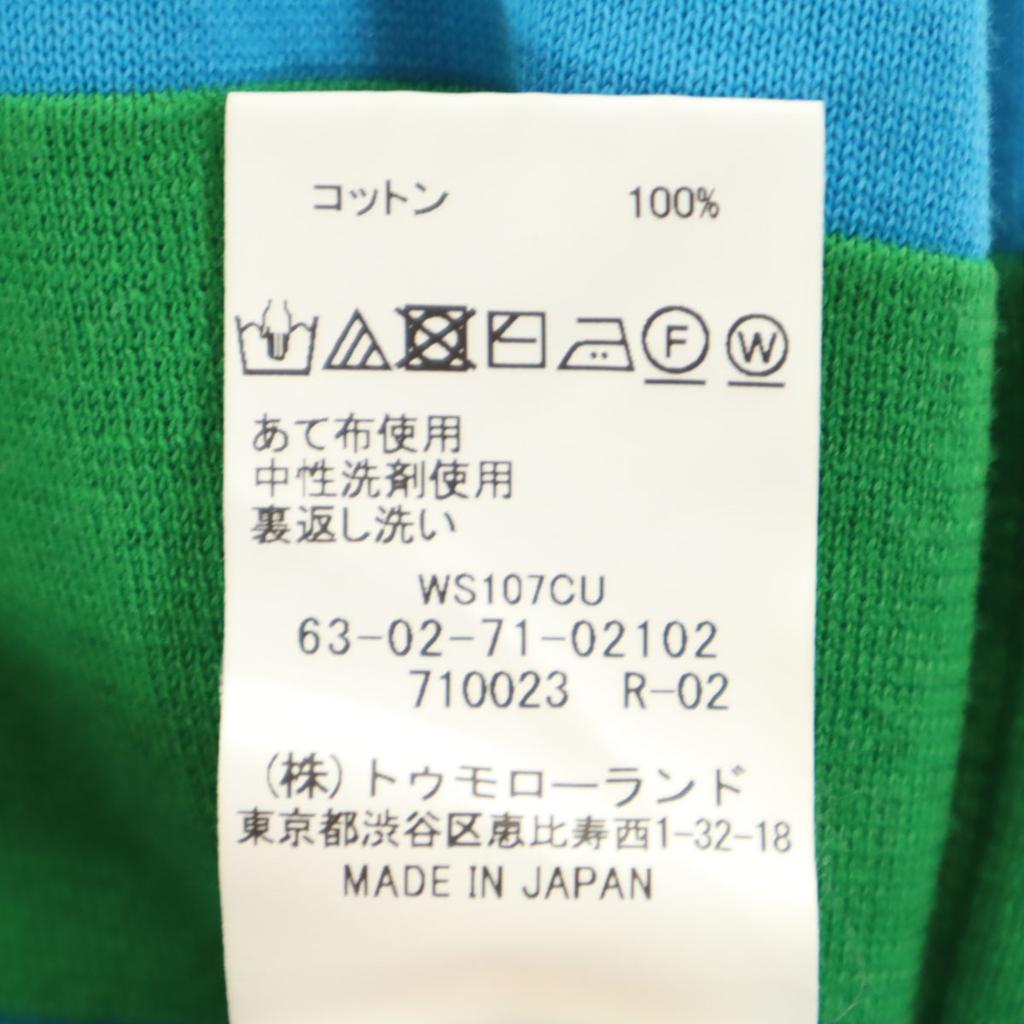 コットン 100%
F W
あて布使用
中性洗剤使用
裏返し洗い
WS107CU
63-02-71-02102
710023 R-02
(株)トゥモローランド
東京都渋谷区恵比寿西1-32-18
MADE IN JAPAN